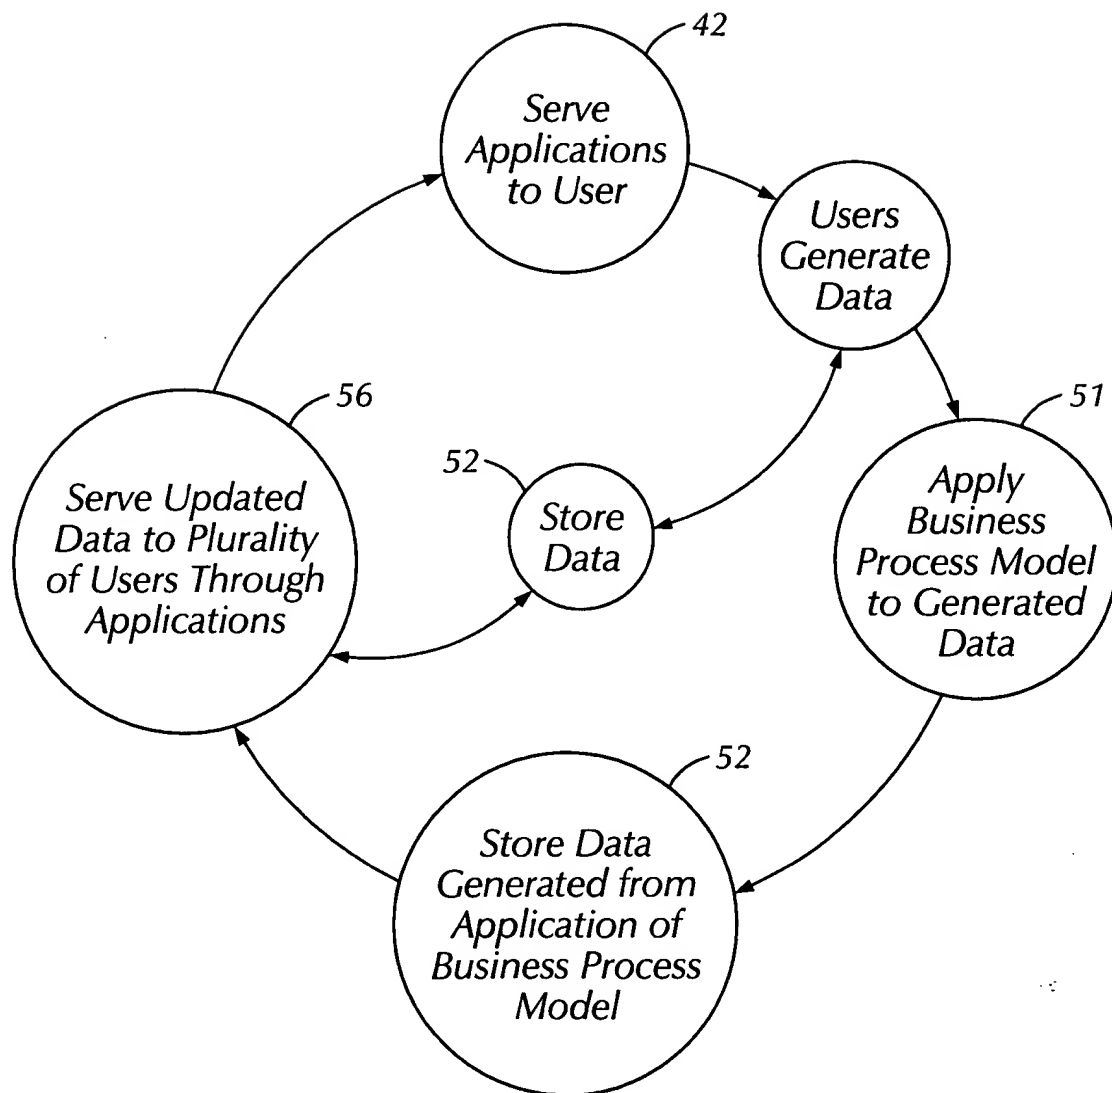 42
Serve
Applications
to User
Users
Generate
Data
56
Serve Updated
Data to Plurality
of Users Through
Applications
52
Store
Data
51
Apply
Business
Process Model
to Generated
Data
52
Store Data
Generated from
Application of
Business Process
Model